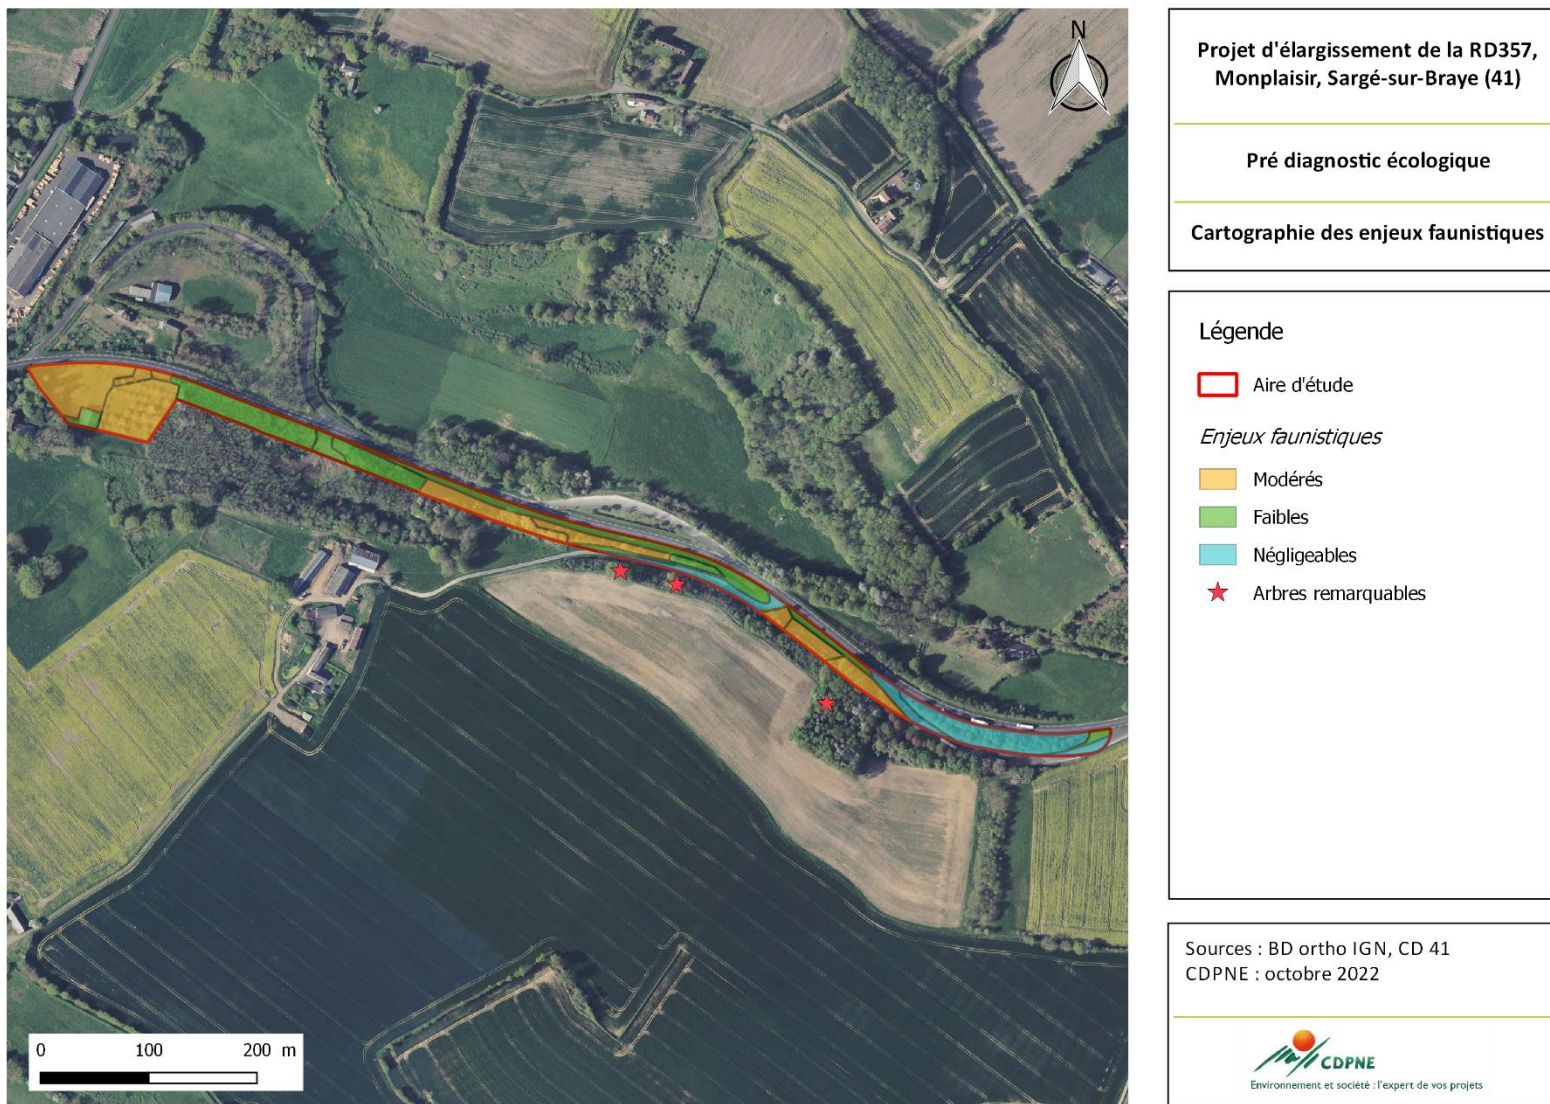 N
0 100 200 m
Projet d'élargissement de la RD357,
Monplaisir, Sargé-sur-Braye (41)
Pré diagnostic écologique
Cartographie des enjeux faunistiques
Légende
Aire d'étude
Enjeux faunistiques
Modérés
Faibles
Négligeables
Arbres remarquables
Sources : BD ortho IGN, CD 41
CDPNE : octobre 2022
CDPNE
Environnement et société : l'expert de vos projets